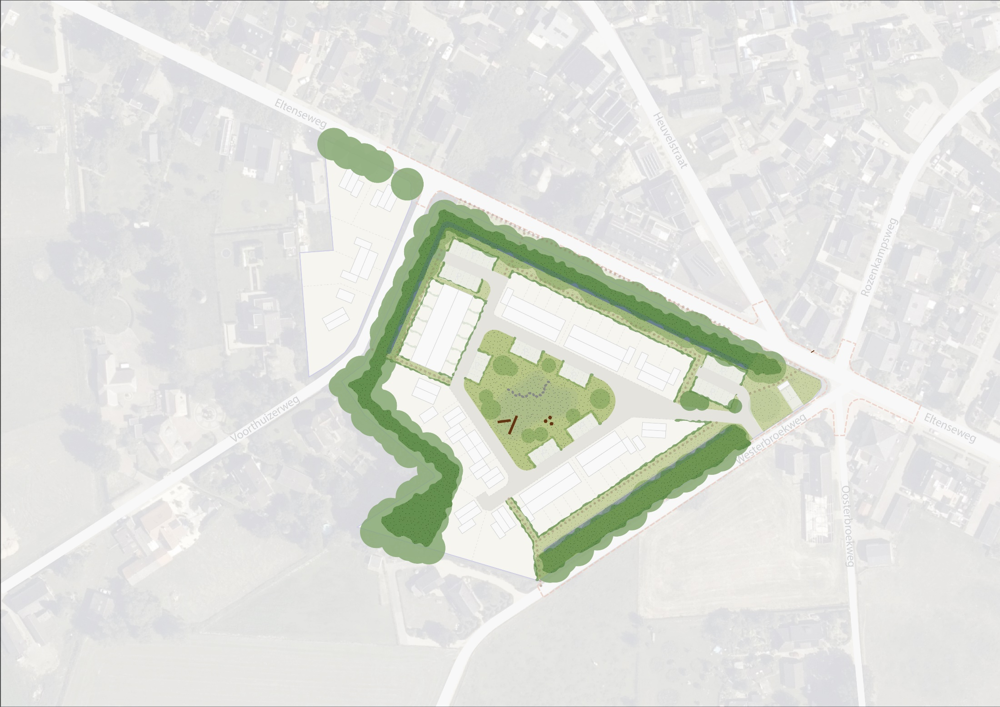 Eltenseweg
Heuvelstraat
Rozenkampsweg
Voorthuizerweg
Westerbroekweg
Eltenseweg
Oosterbroekweg